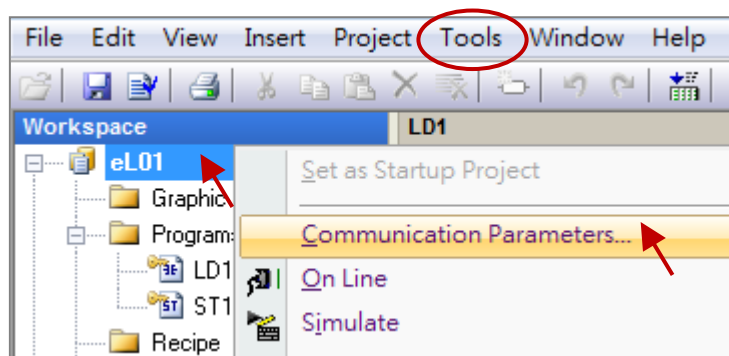 File Edit View Insert Project Tools Window Help
Workspace
LD1
eL01
Set as Startup Project
Graphic
Communication Parameters...
Program
LD1
On Line
ST1
Simulate
Recipe